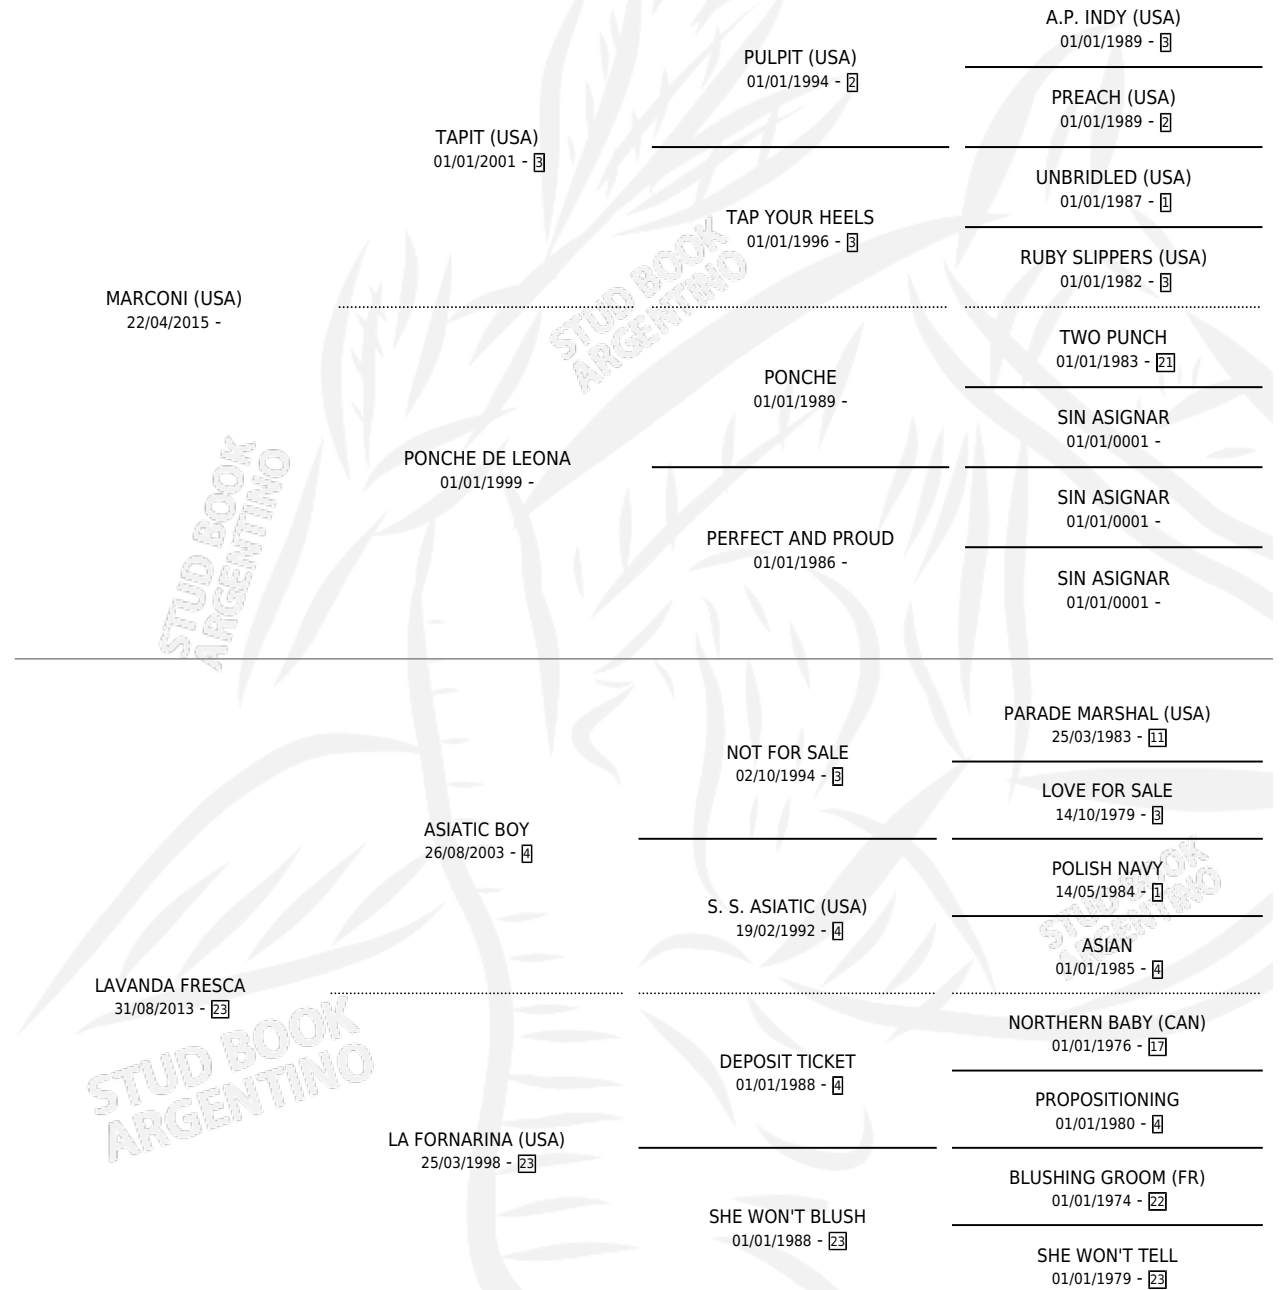 A.P. INDY (USA)
01/01/1989 - 3
PULPIT (USA)
01/01/1994 - 2
PREACH (USA)
01/01/1989 - 2
TAPIT (USA)
01/01/2001 - 3
UNBRIDLED (USA)
01/01/1987 - 1
TAP YOUR HEELS
01/01/1996 - 3
RUBY SLIPPERS (USA)
01/01/1982 - 3
MARCONI (USA)
22/04/2015 -
TWO PUNCH
01/01/1983 - 21
PONCHE
01/01/1989 -
SIN ASIGNAR
01/01/0001 -
PONCHE DE LEONA
01/01/1999 -
SIN ASIGNAR
01/01/0001 -
PERFECT AND PROUD
01/01/1986 -
SIN ASIGNAR
01/01/0001 -
STUD BOOK
ARGENTINO
STUD BOOK
ARGENTINO
PARADE MARSHAL (USA)
25/03/1983 - 11
NOT FOR SALE
02/10/1994 - 3
LOVE FOR SALE
14/10/1979 - 3
ASIATIC BOY
26/08/2003 - 4
POLISH NAVY
14/05/1984 - 1
S. S. ASIATIC (USA)
19/02/1992 - 4
ASIAN
01/01/1985 - 4
LAVANDA FRESCA
31/08/2013 - 23
NORTHERN BABY (CAN)
01/01/1976 - 17
DEPOSIT TICKET
01/01/1988 - 4
PROPOSITIONING
01/01/1980 - 4
LA FORNARINA (USA)
25/03/1998 - 23
BLUSHING GROOM (FR)
01/01/1974 - 22
SHE WON'T BLUSH
01/01/1988 - 23
SHE WON'T TELL
01/01/1979 - 23
STUD BOOK
ARGENTINO
STUD BOOK
ARGENTINO